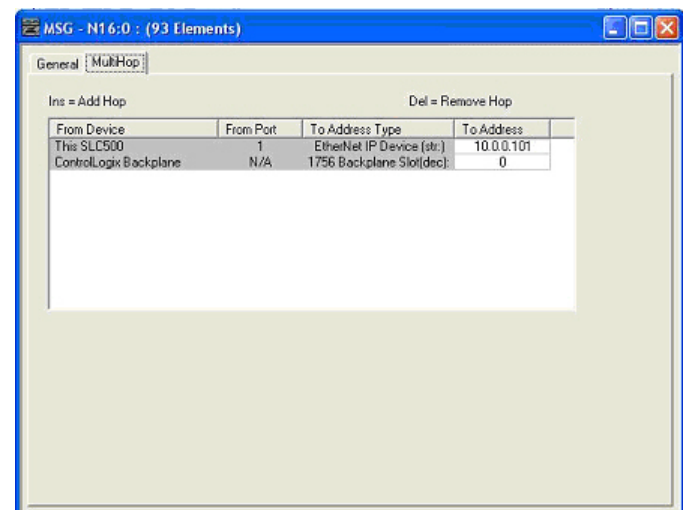 MSG - N16:0 : (93 Elements)
General MultiHop
Ins = Add Hop Del = Remove Hop
From Device From Port To Address Type To Address
This SLC500 1 EtherNet IP Device (str.) 10.0.0.101
ControlLogix Backplane N/A 1756 Backplane Slot(dec): 0